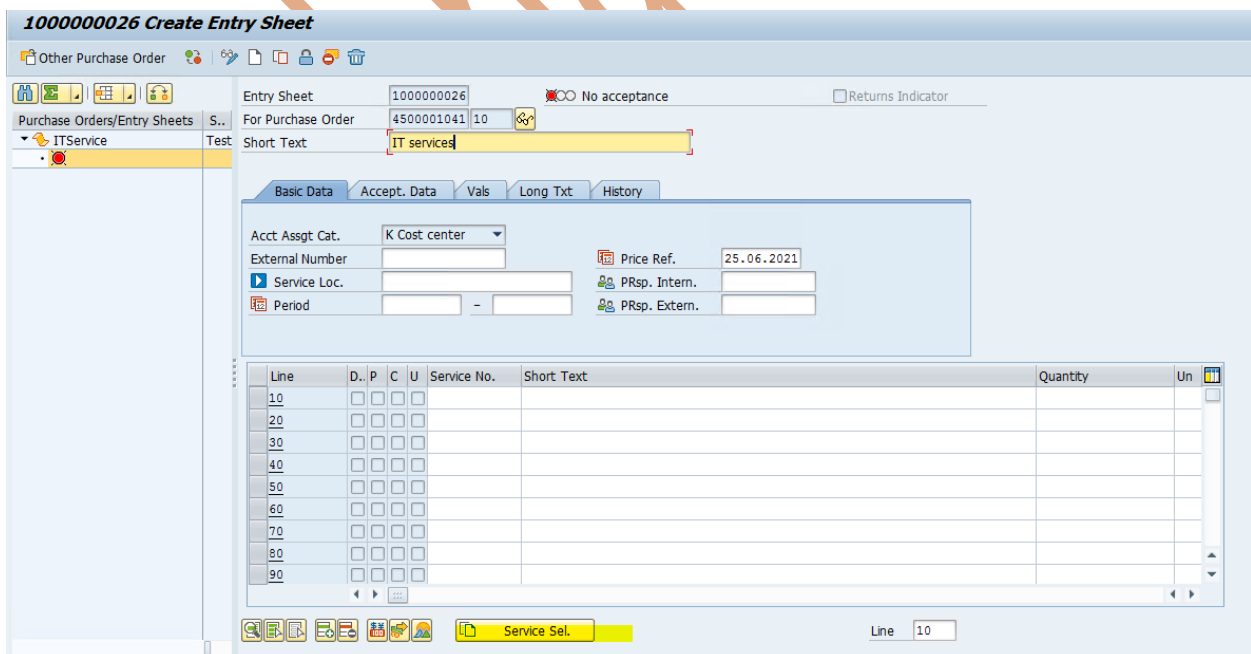 1000000026 Create Entry Sheet
Other Purchase Order
Entry Sheet 1000000026 No acceptance Returns Indicator
Purchase Orders/Entry Sheets S..
For Purchase Order 4500001041 10
ITService Test
Short Text IT services
Basic Data Accept. Data Vals Long Txt History
Acct Assgt Cat. K Cost center
External Number Price Ref. 25.06.2021
Service Loc. PRsp. Intern.
Period - PRsp. Extern.
Line D.. P C U Service No. Short Text Quantity Un
10
20
30
40
50
60
70
80
90
Service Sel. Line 10